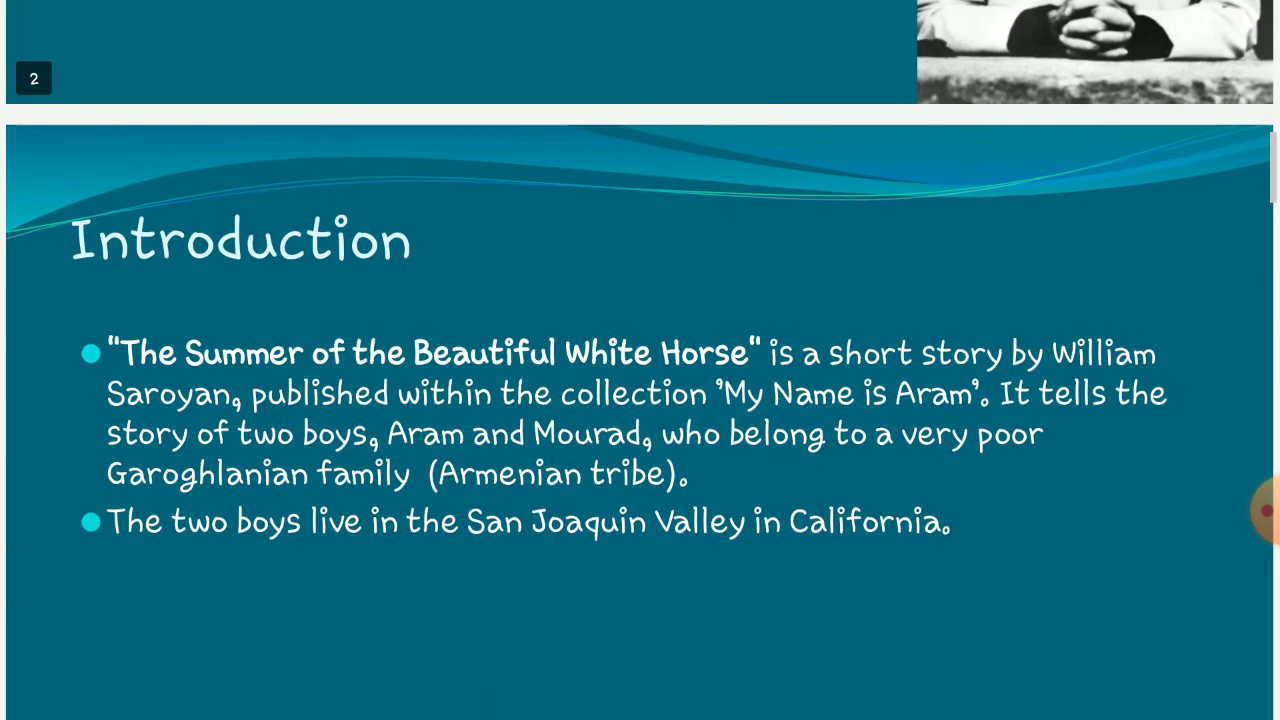 2
Introduction
"The Summer of the Beautiful White Horse" is a short story by William
Saroyan, published within the collection 'My Name is Aram'. It tells the
story of two boys, Aram and Mourad, who belong to a very poor
Garoghlanian family (Armenian tribe).
The two boys live in the San Joaquin Valley in California.